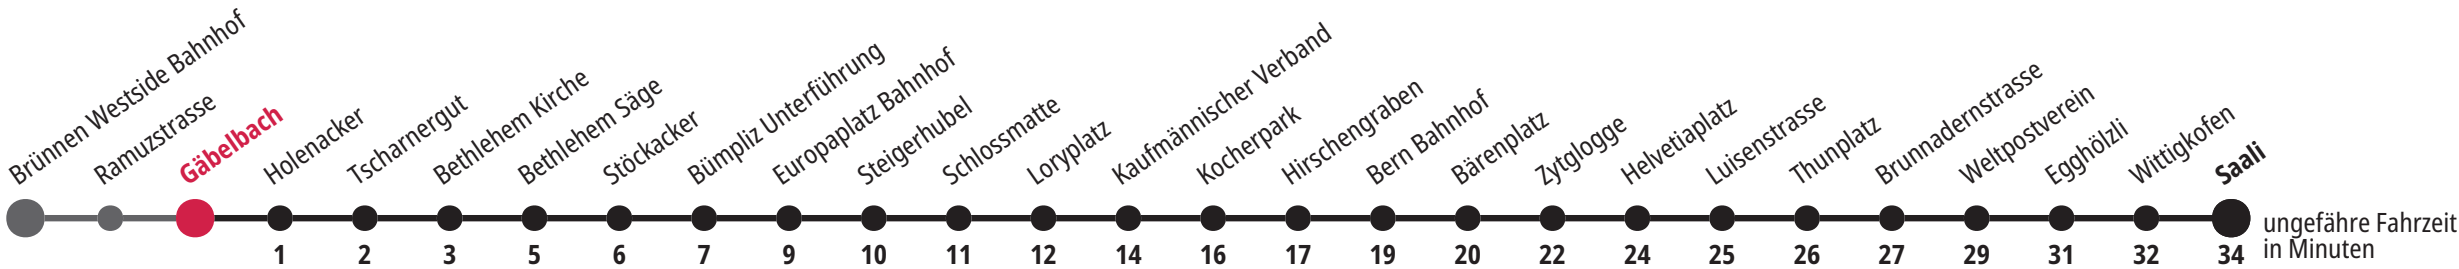 Brünnen Westside Bahnhof
Ramuzstrasse
Gäbelbach
Holenacker
Tscharnergut
Bethlehem Kirche
Bethlehem Säge
Stöckacker
Bümpliz Unterführung
Europaplatz Bahnhof
Steigerhubel
Schlossmatte
Loryplatz
Kaufmännischer Verband
Kocherpark
Hirschengraben
Bern Bahnhof
Bärenplatz
Zytglogge
Helvetiaplatz
Luisenstrasse
Thunplatz
Brunnadernstrasse
Weltpostverein
Egghölzli
Wittigkofen
Saali
1 2 3 5 6 7 9 10 11 12 14 16 17 19 20 22 24 25 26 27 29 31 32 34
ungefähre Fahrzeit
in Minuten